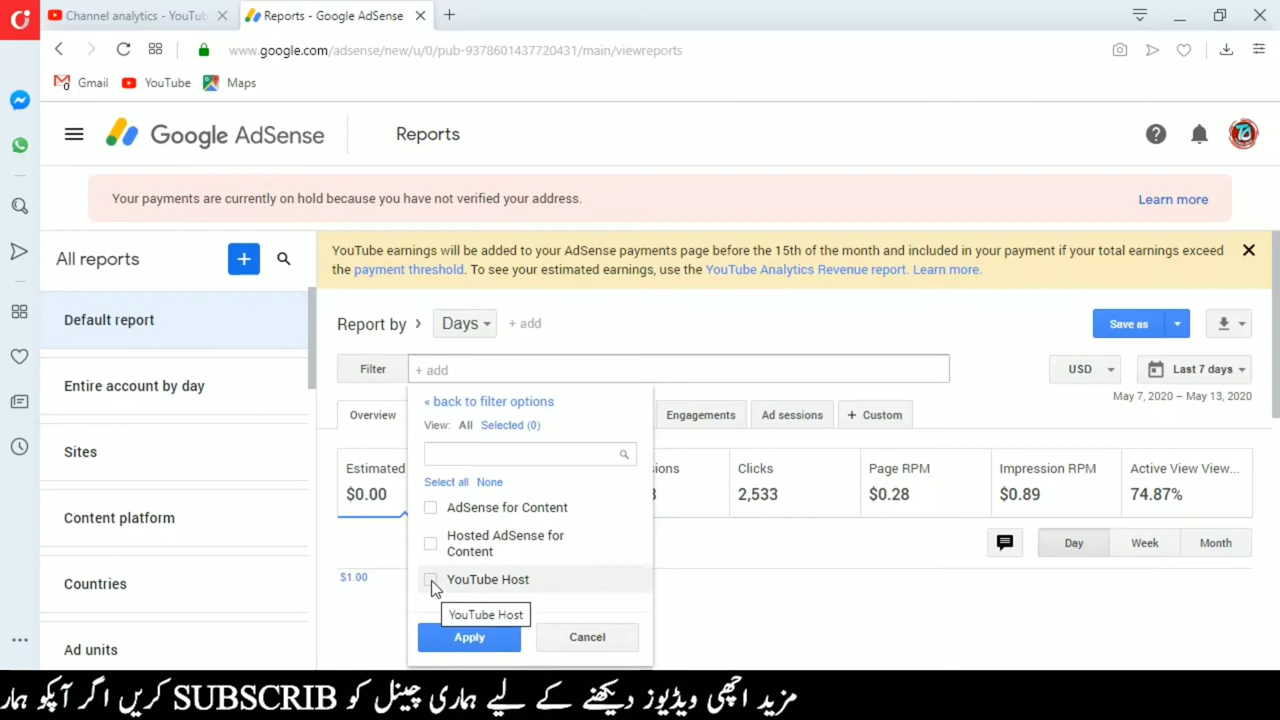 Channel analytics - YouTu
Reports - Google AdSense
www.google.com/adsense/new/u/0/pub-9378601437720431/main/viewreports
Gmail
YouTube
Maps
Google AdSense
Reports
Your payments are currently on hold because you have not verified your address.
Learn more
All reports
YouTube earnings will be added to your AdSense payments page before the 15th of the month and included in your payment if your total earnings exceed
the payment threshold. To see your estimated earnings, use the YouTube Analytics Revenue report. Learn more.
Default report
Entire account by day
Sites
Content platform
Countries
Ad units
Report by
Days
+ add
Save as
Filter
+ add
USD
Last 7 days
May 7, 2020 – May 13, 2020
« back to filter options
View: All Selected (0)
Select all None
AdSense for Content
Hosted AdSense for
Content
YouTube Host
YouTube Host
Apply
Cancel
Overview
Engagements
Ad sessions
+ Custom
Estimated
$0.00
sions
Clicks
2,533
Page RPM
$0.28
Impression RPM
$0.89
Active View View...
74.87%
Day
Week
Month
$1.00
مزید اچھی ویڈیوز دیکھنے کے لیے ہماری چینل کو SUBSCRIB کریں اگر آپکو ہمار